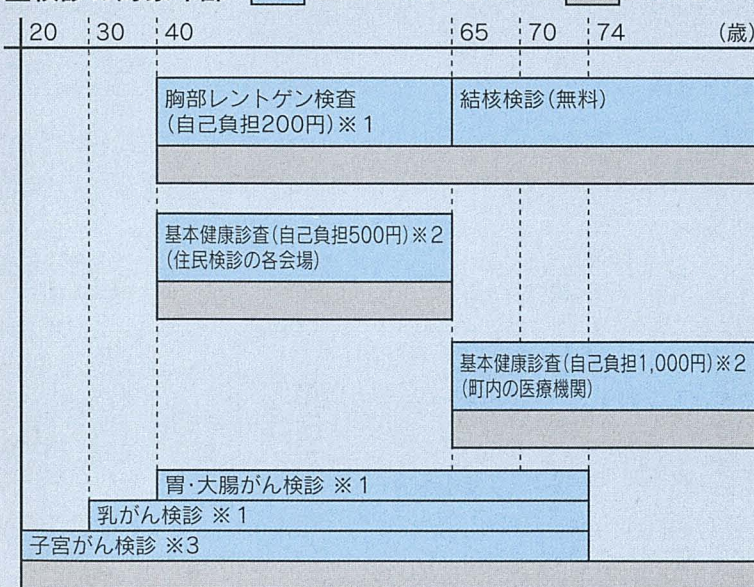 20 30 40 65 70 74 (歳)
胸部レントゲン検査
(自己負担200円)※1
結核検診(無料)
基本健康診査(自己負担500円)※2
(住民検診の各会場)
基本健康診査(自己負担1,000円)※2
(町内の医療機関)
胃・大腸がん検診 ※1
乳がん検診 ※1
子宮がん検診 ※3